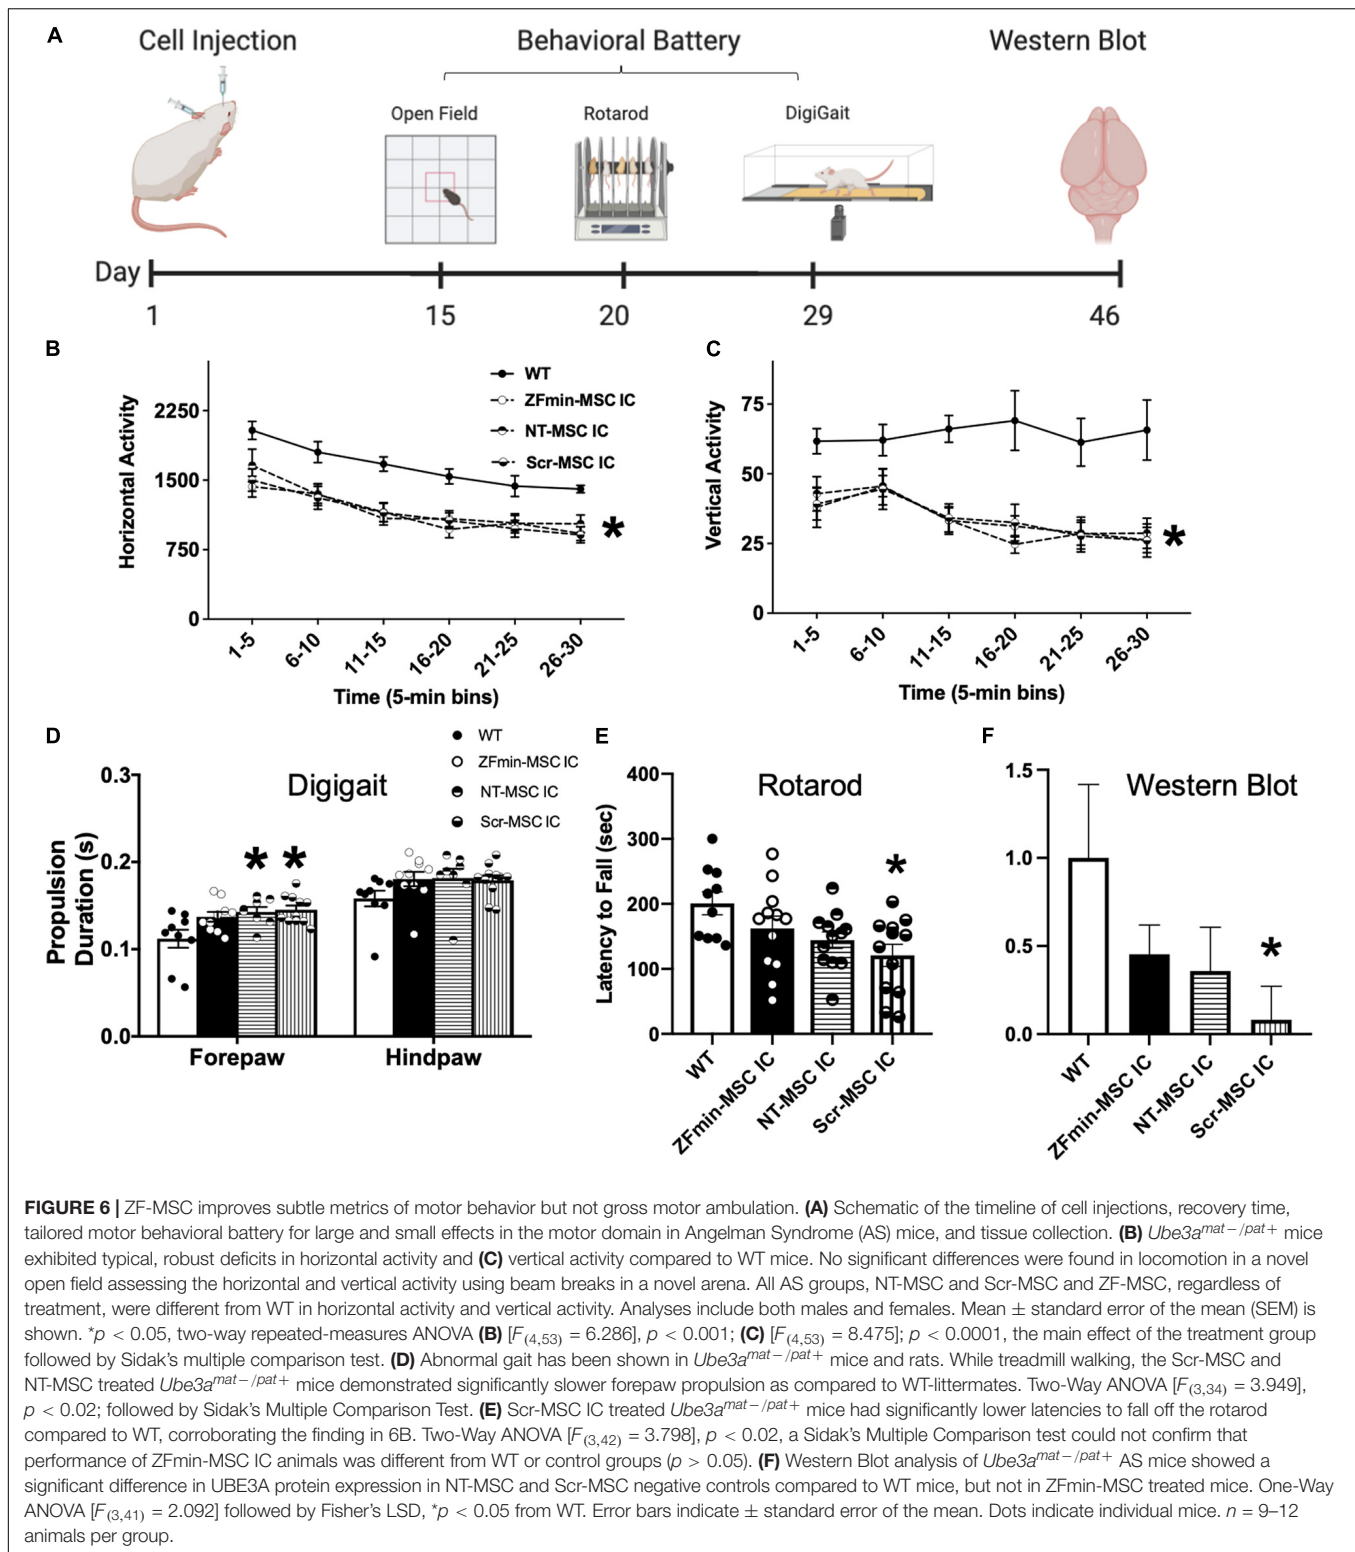 A
Cell Injection
Behavioral Battery
Western Blot
Open Field
Rotarod
DigiGait
Day
1
15
20
29
46
B
Horizontal Activity
2250
1500
750
0
WT
ZFmin-MSC IC
NT-MSC IC
Scr-MSC IC
*
1-5
6-10
11-15
16-20
21-25
26-30
Time (5-min bins)
C
Vertical Activity
75
50
25
0
*
1-5
6-10
11-15
16-20
21-25
26-30
Time (5-min bins)
D
WT
ZFmin-MSC IC
NT-MSC IC
Scr-MSC IC
Digigait
Propulsion
Duration (s)
0.3
0.2
0.1
0.0
* *
Forepaw
Hindpaw
E
Rotarod
Latency to Fall (sec)
400
300
200
100
0
*
WT
ZFmin-MSC IC
NT-MSC IC
Scr-MSC IC
F
Western Blot
1.5
1.0
0.5
0.0
*
WT
ZFmin-MSC IC
NT-MSC IC
Scr-MSC IC
FIGURE 6 | ZF-MSC improves subtle metrics of motor behavior but not gross motor ambulation. (A) Schematic of the timeline of cell injections, recovery time,
tailored motor behavioral battery for large and small effects in the motor domain in Angelman Syndrome (AS) mice, and tissue collection. (B) Ube3a^mat−/pat+ mice
exhibited typical, robust deficits in horizontal activity and (C) vertical activity compared to WT mice. No significant differences were found in locomotion in a novel
open field assessing the horizontal and vertical activity using beam breaks in a novel arena. All AS groups, NT-MSC and Scr-MSC and ZF-MSC, regardless of
treatment, were different from WT in horizontal activity and vertical activity. Analyses include both males and females. Mean ± standard error of the mean (SEM) is
shown. *p < 0.05, two-way repeated-measures ANOVA (B) [F(4,53) = 6.286], p < 0.001; (C) [F(4,53) = 8.475]; p < 0.0001, the main effect of the treatment group
followed by Sidak's multiple comparison test. (D) Abnormal gait has been shown in Ube3a^mat−/pat+ mice and rats. While treadmill walking, the Scr-MSC and
NT-MSC treated Ube3a^mat−/pat+ mice demonstrated significantly slower forepaw propulsion as compared to WT-littermates. Two-Way ANOVA [F(3,34) = 3.949],
p < 0.02; followed by Sidak's Multiple Comparison Test. (E) Scr-MSC IC treated Ube3a^mat−/pat+ mice had significantly lower latencies to fall off the rotarod
compared to WT, corroborating the finding in 6B. Two-Way ANOVA [F(3,42) = 3.798], p < 0.02, a Sidak's Multiple Comparison test could not confirm that
performance of ZFmin-MSC IC animals was different from WT or control groups (p > 0.05). (F) Western Blot analysis of Ube3a^mat−/pat+ AS mice showed a
significant difference in UBE3A protein expression in NT-MSC and Scr-MSC negative controls compared to WT mice, but not in ZFmin-MSC treated mice. One-Way
ANOVA [F(3,41) = 2.092] followed by Fisher's LSD, *p < 0.05 from WT. Error bars indicate ± standard error of the mean. Dots indicate individual mice. n = 9–12
animals per group.